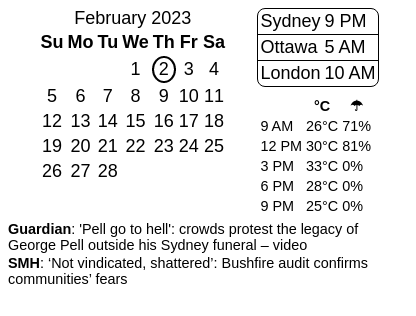 February 2023
Su Mo Tu We Th Fr Sa
1 2 3 4
5 6 7 8 9 10 11
12 13 14 15 16 17 18
19 20 21 22 23 24 25
26 27 28
Sydney 9 PM
Ottawa 5 AM
London 10 AM
°C ☂
9 AM 26°C 71%
12 PM 30°C 81%
3 PM 33°C 0%
6 PM 28°C 0%
9 PM 25°C 0%
Guardian: 'Pell go to hell': crowds protest the legacy of
George Pell outside his Sydney funeral – video
SMH: ‘Not vindicated, shattered’: Bushfire audit confirms
communities’ fears